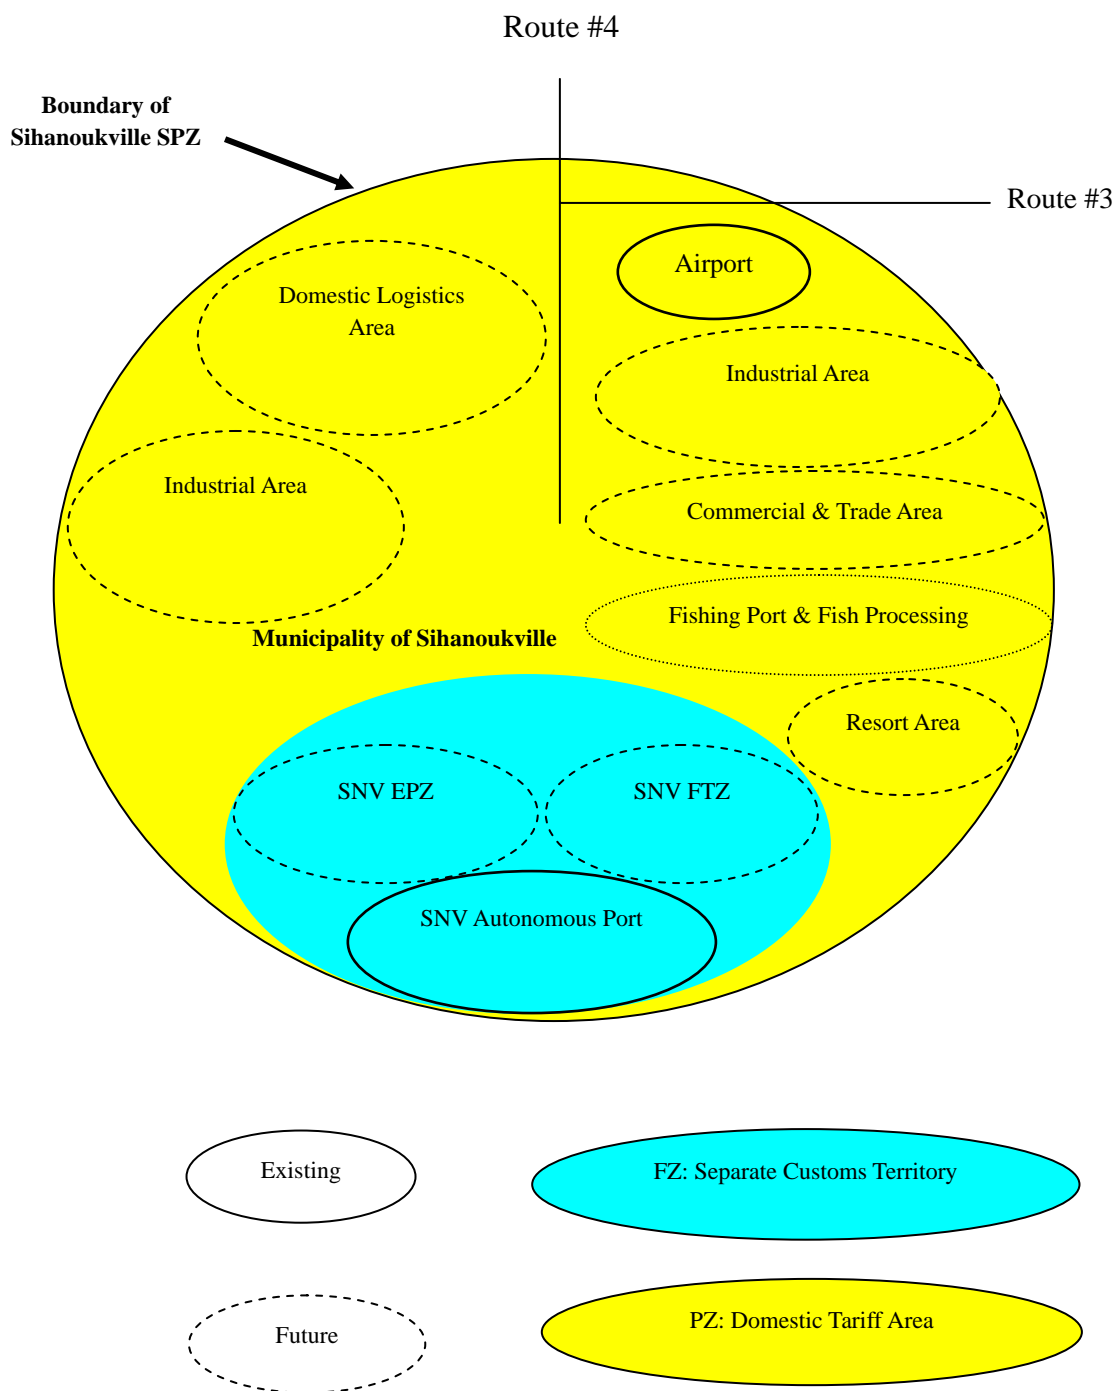 Route #4
Boundary of
Sihanoukville SPZ
Route #3
Airport
Domestic Logistics
Area
Industrial Area
Industrial Area
Commercial & Trade Area
Fishing Port & Fish Processing
Municipality of Sihanoukville
Resort Area
SNV EPZ
SNV FTZ
SNV Autonomous Port
Existing
FZ: Separate Customs Territory
Future
PZ: Domestic Tariff Area